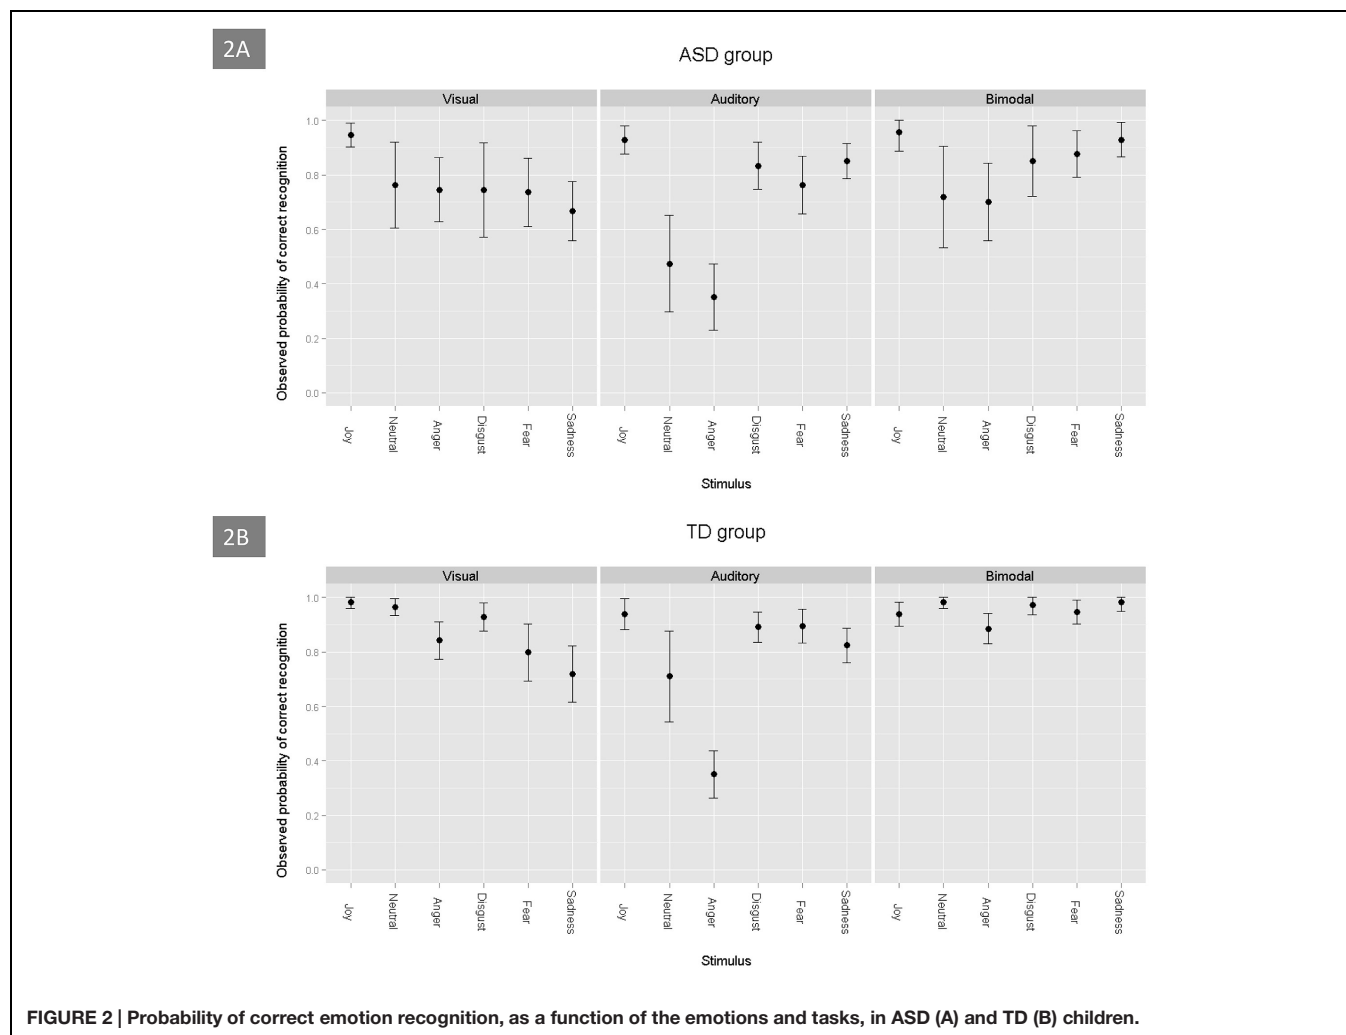 2A
ASD group
Visual Auditory Bimodal
Observed probability of correct recognition
1.0
0.8
0.6
0.4
0.2
0.0
Joy Neutral Anger Disgust Fear Sadness Joy Neutral Anger Disgust Fear Sadness Joy Neutral Anger Disgust Fear Sadness
Stimulus
2B
TD group
Visual Auditory Bimodal
Observed probability of correct recognition
1.0
0.8
0.6
0.4
0.2
0.0
Joy Neutral Anger Disgust Fear Sadness Joy Neutral Anger Disgust Fear Sadness Joy Neutral Anger Disgust Fear Sadness
Stimulus
FIGURE 2 | Probability of correct emotion recognition, as a function of the emotions and tasks, in ASD (A) and TD (B) children.